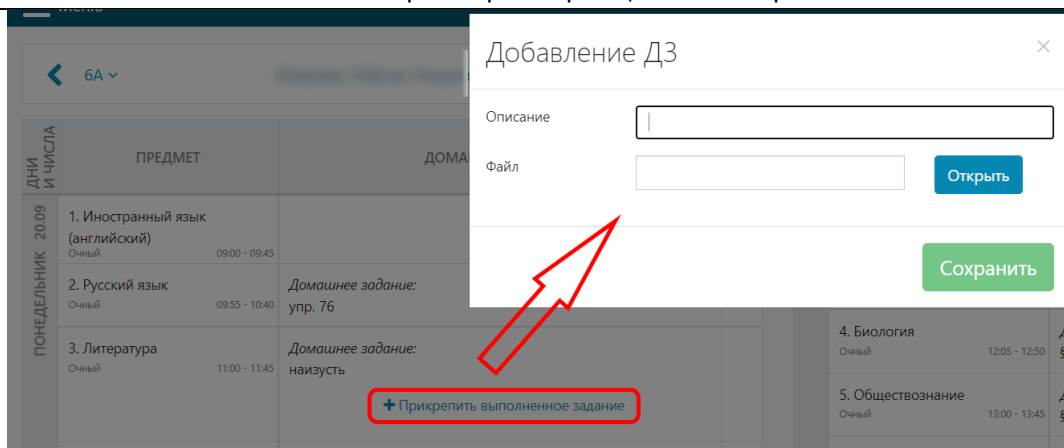 6А
ДНИ
И ЧИСЛА
ПРЕДМЕТ
ДОМА
ПОНЕДЕЛЬНИК 20.09
1. Иностранный язык
(английский)
Очный 09:00 - 09:45
2. Русский язык
Очный 09:55 - 10:40
Домашнее задание:
упр. 76
3. Литература
Очный 11:00 - 11:45
Домашнее задание:
наизусть
+ Прикрепить выполненное задание
Добавление ДЗ
Описание
Файл
Открыть
Сохранить
4. Биология
Очный 12:05 - 12:50
§
5. Обществознание
Очный 13:00 - 13:45
§